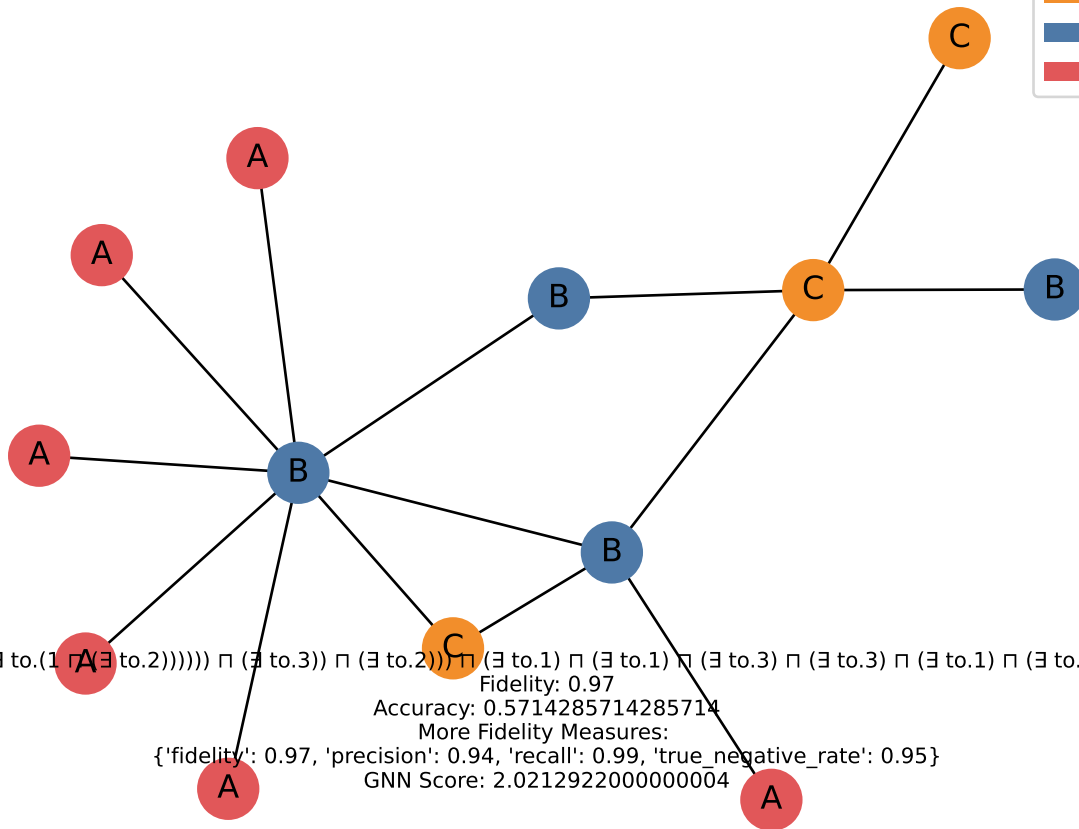 C
A
A
B
C
B
A
B
B
C
A
∃ to.(1 ⊓ (∃ to.2)))))) ⊓ (∃ to.3)) ⊓ (∃ to.2))) ⊓ (∃ to.1) ⊓ (∃ to.1) ⊓ (∃ to.3) ⊓ (∃ to.3) ⊓ (∃ to.1) ⊓ (∃ to.
Fidelity: 0.97
Accuracy: 0.5714285714285714
More Fidelity Measures:
{'fidelity': 0.97, 'precision': 0.94, 'recall': 0.99, 'true_negative_rate': 0.95}
GNN Score: 2.0212922000000004
A
A